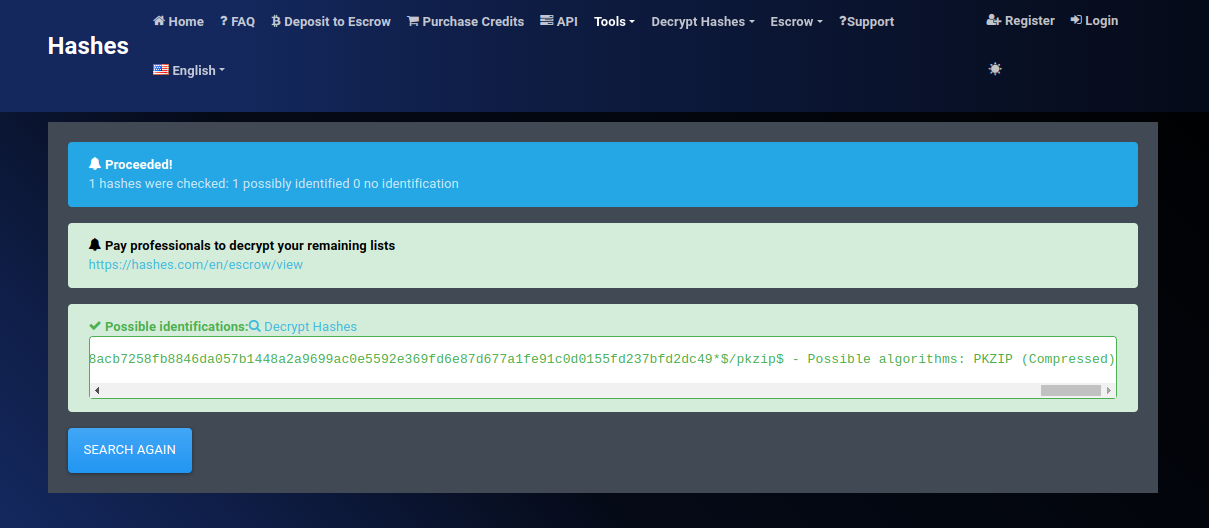 Hashes
Home
? FAQ
Deposit to Escrow
Purchase Credits
API
Tools
Decrypt Hashes
Escrow
?Support
Register
Login
English
Proceeded!
1 hashes were checked: 1 possibly identified 0 no identification
Pay professionals to decrypt your remaining lists
https://hashes.com/en/escrow/view
Possible identifications: Decrypt Hashes
8acb7258fb8846da057b1448a2a9699ac0e5592e369fd6e87d677a1fe91c0d0155fd237bfd2dc49*$/pkzip$ - Possible algorithms: PKZIP (Compressed)
SEARCH AGAIN